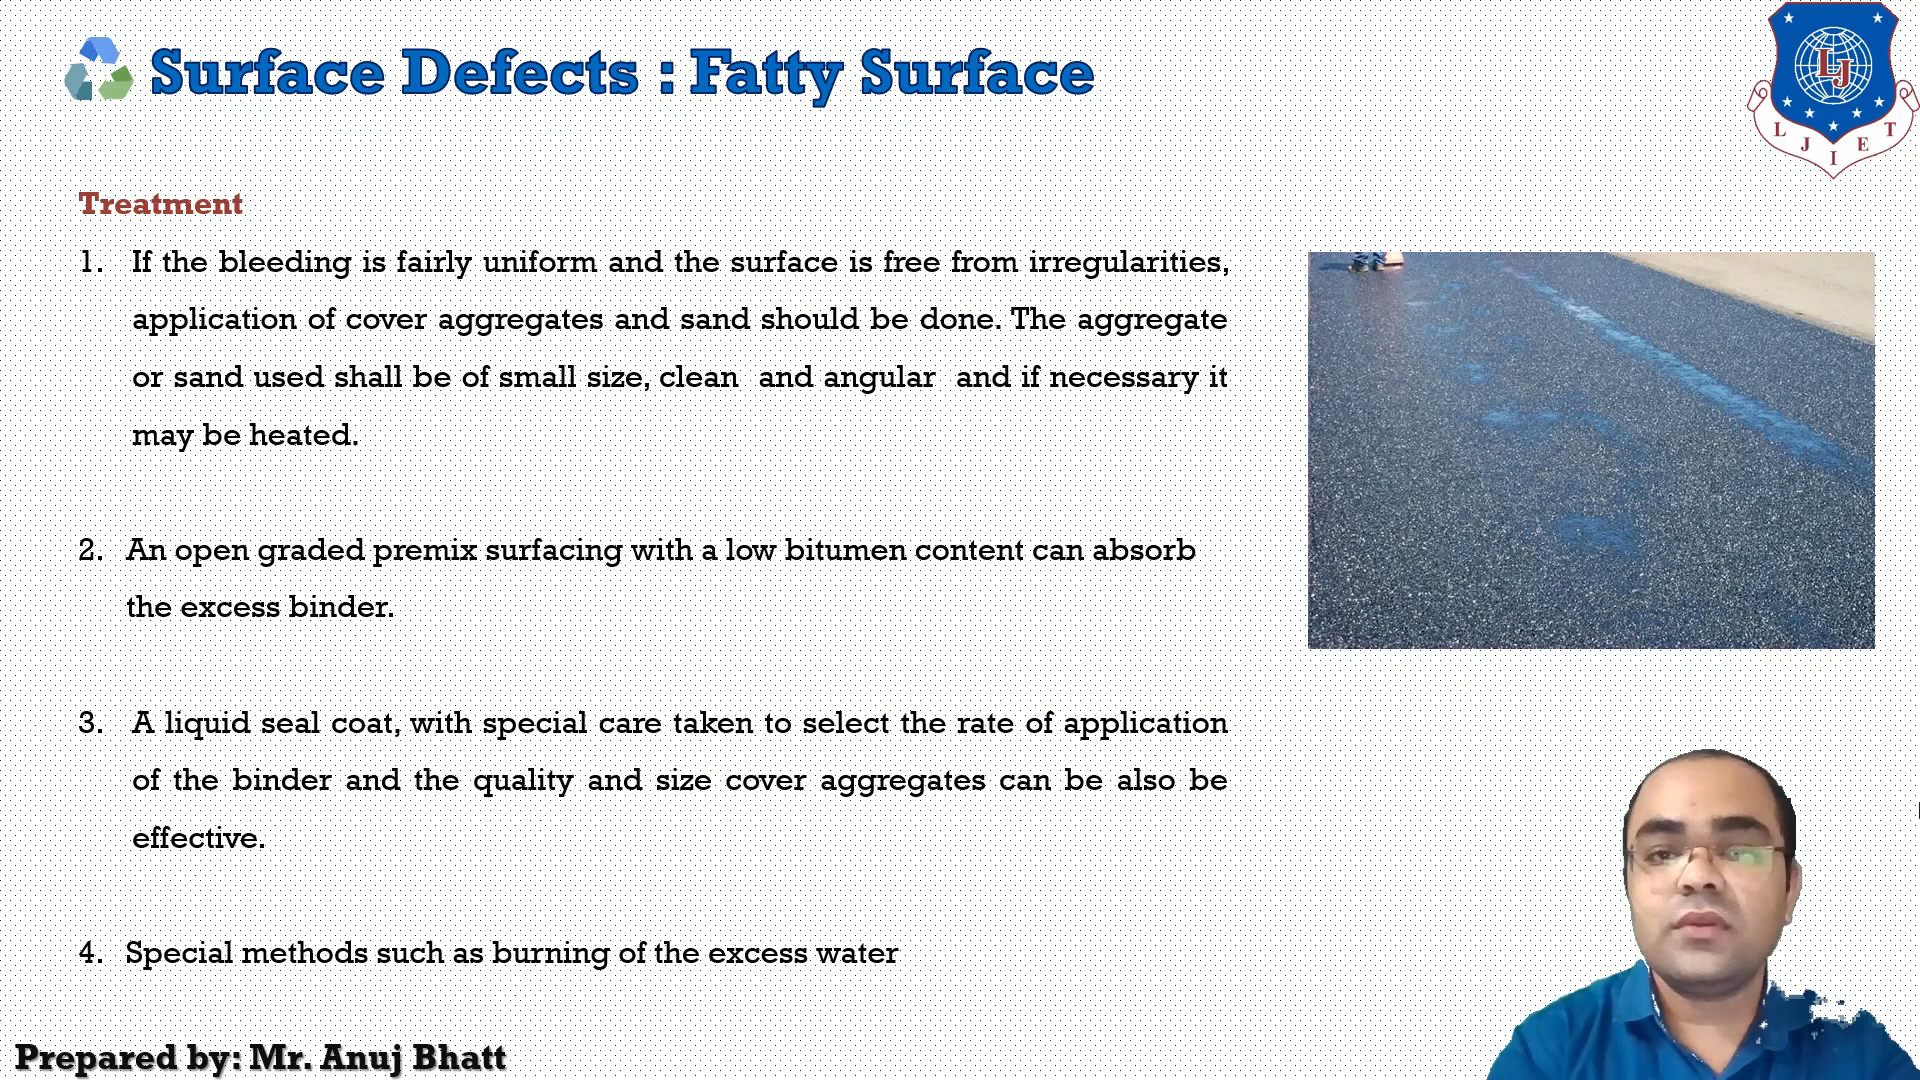 Surface Defects : Fatty Surface
LJ
L J I E T
Treatment
1. If the bleeding is fairly uniform and the surface is free from irregularities,
application of cover aggregates and sand should be done. The aggregate
or sand used shall be of small size, clean and angular and if necessary it
may be heated.
2. An open graded premix surfacing with a low bitumen content can absorb
the excess binder.
3. A liquid seal coat, with special care taken to select the rate of application
of the binder and the quality and size cover aggregates can be also be
effective.
4. Special methods such as burning of the excess water
Prepared by: Mr. Anuj Bhatt